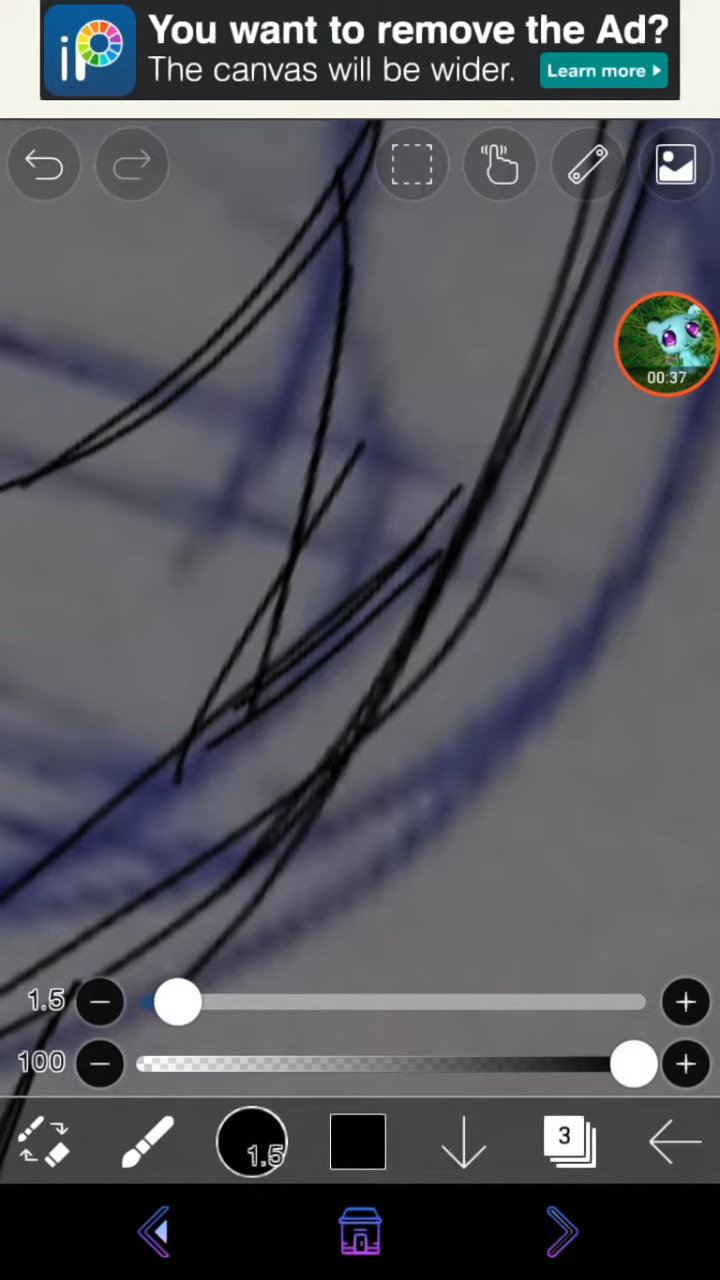 iP
You want to remove the Ad?
The canvas will be wider.
Learn more
00:37
1.5
100
1.5
3